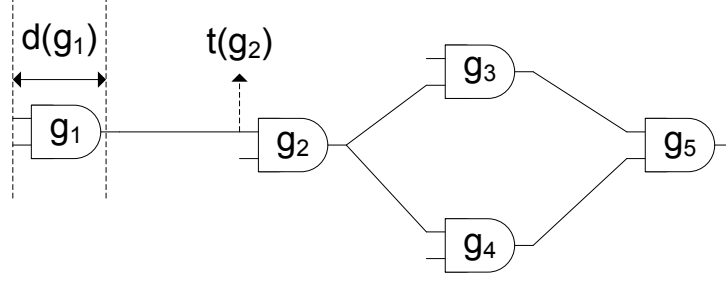 d(g₁)
t(g₂)
g₁
g₂
g₃
g₄
g₅